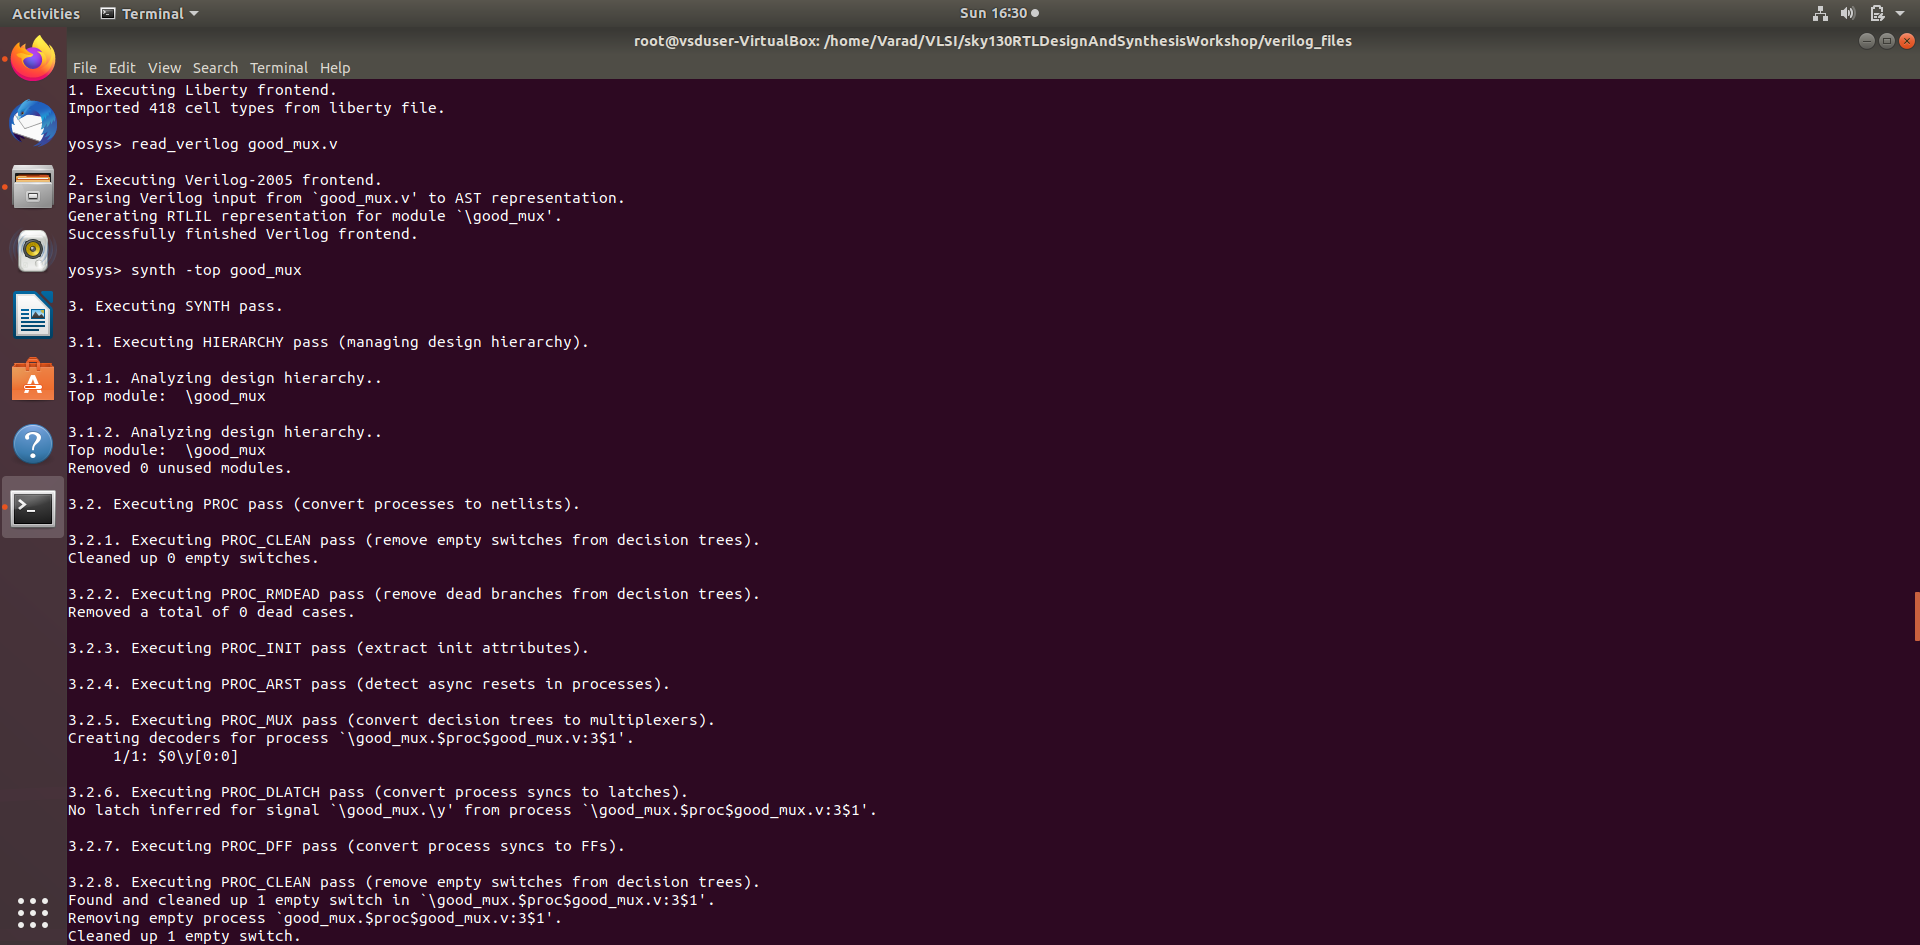 Activities Terminal Sun 16:30
root@vsduser-VirtualBox: /home/Varad/VLSI/sky130RTLDesignAndSynthesisWorkshop/verilog_files
File Edit View Search Terminal Help
1. Executing Liberty frontend.
Imported 418 cell types from liberty file.
yosys> read_verilog good_mux.v
2. Executing Verilog-2005 frontend.
Parsing Verilog input from `good_mux.v' to AST representation.
Generating RTLIL representation for module `\good_mux'.
Successfully finished Verilog frontend.
yosys> synth -top good_mux
3. Executing SYNTH pass.
3.1. Executing HIERARCHY pass (managing design hierarchy).
3.1.1. Analyzing design hierarchy..
Top module:  \good_mux
3.1.2. Analyzing design hierarchy..
Top module:  \good_mux
Removed 0 unused modules.
3.2. Executing PROC pass (convert processes to netlists).
3.2.1. Executing PROC_CLEAN pass (remove empty switches from decision trees).
Cleaned up 0 empty switches.
3.2.2. Executing PROC_RMDEAD pass (remove dead branches from decision trees).
Removed a total of 0 dead cases.
3.2.3. Executing PROC_INIT pass (extract init attributes).
3.2.4. Executing PROC_ARST pass (detect async resets in processes).
3.2.5. Executing PROC_MUX pass (convert decision trees to multiplexers).
Creating decoders for process `\good_mux.$proc$good_mux.v:3$1'.
1/1: $0\y[0:0]
3.2.6. Executing PROC_DLATCH pass (convert process syncs to latches).
No latch inferred for signal `\good_mux.\y' from process `\good_mux.$proc$good_mux.v:3$1'.
3.2.7. Executing PROC_DFF pass (convert process syncs to FFs).
3.2.8. Executing PROC_CLEAN pass (remove empty switches from decision trees).
Found and cleaned up 1 empty switch in `\good_mux.$proc$good_mux.v:3$1'.
Removing empty process `good_mux.$proc$good_mux.v:3$1'.
Cleaned up 1 empty switch.